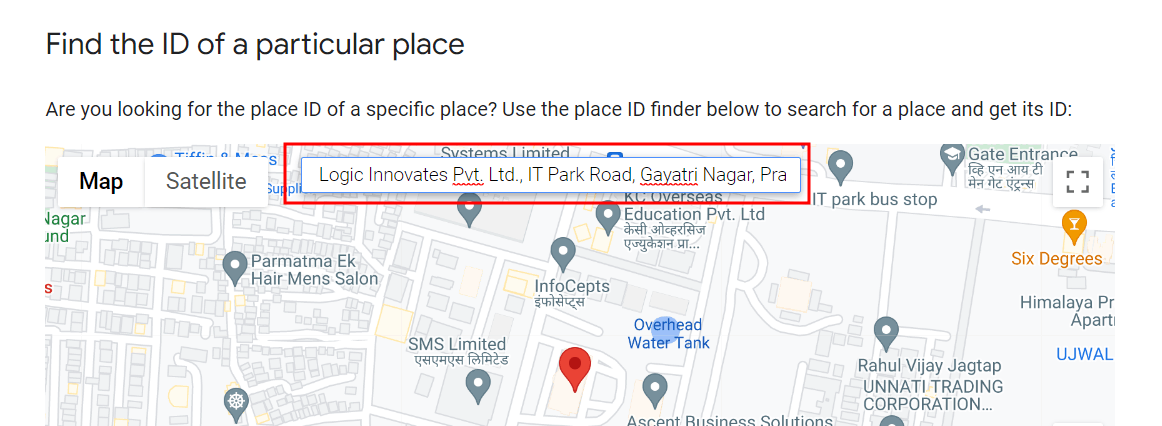 Find the ID of a particular place
Are you looking for the place ID of a specific place? Use the place ID finder below to search for a place and get its ID:
Map
Satellite
Logic Innovates Pvt. Ltd., IT Park Road, Gayatri Nagar, Pra
Tiffin & Mess
Systems Limited
Gate Entrance
व्हि एन आय टी
मेन गेट एंट्रन्स
KC Overseas
Education Pvt. Ltd
केसी ओव्हरसिज
एज्युकेशन प्रा...
IT park bus stop
Nagar
Parmatma Ek
Hair Mens Salon
Six Degrees
InfoCepts
इंफोसेप्ट्स
Himalaya Pr
Apartr
Overhead
Water Tank
SMS Limited
एसएमएस लिमिटेड
UJWAL
Rahul Vijay Jagtap
UNNATI TRADING
CORPORATION...
Ascent Business Solutions